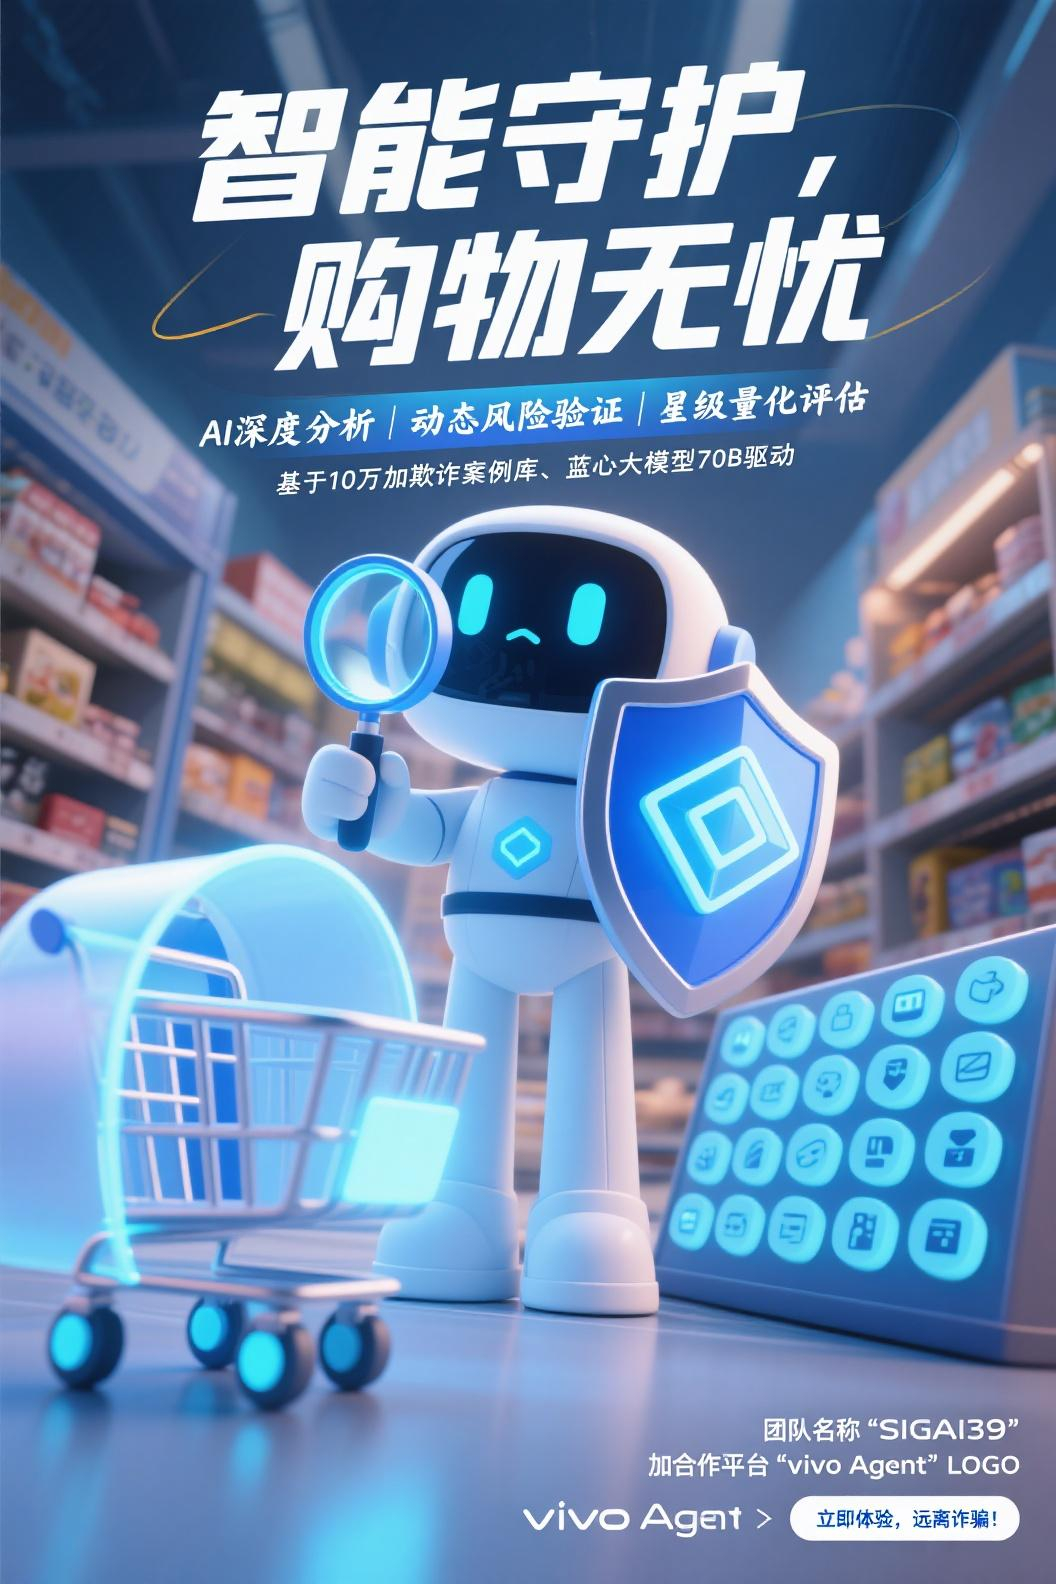 智能守护，
购物无忧
AI深度分析｜动态风险验证｜星级量化评估
基于10万加欺诈案例库、蓝心大模型70B驱动
团队名称 “SIGAI39”
加合作平台 “vivo Agent” LOGO
vivo Agent > 立即体验，远离诈骗！